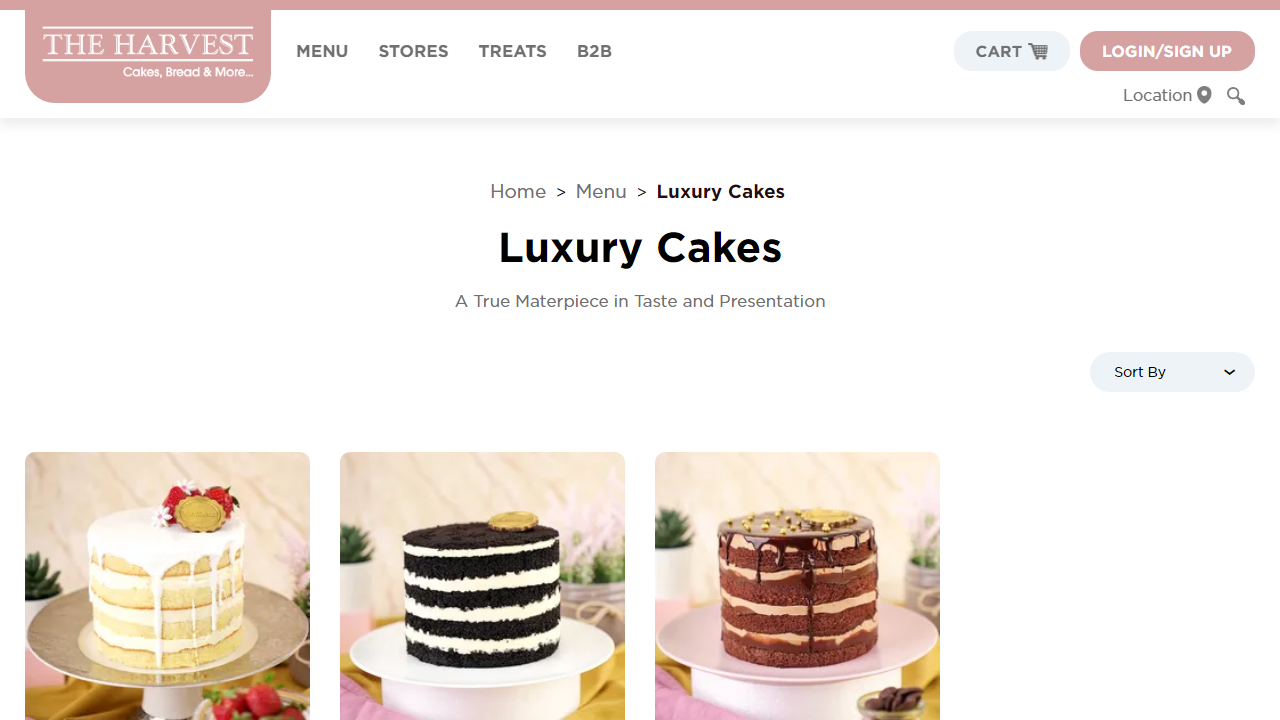 THE HARVEST
Cakes, Bread & More...
MENU STORES TREATS B2B
CART LOGIN/SIGN UP
Location
Home > Menu > Luxury Cakes
Luxury Cakes
A True Materpiece in Taste and Presentation
Sort By